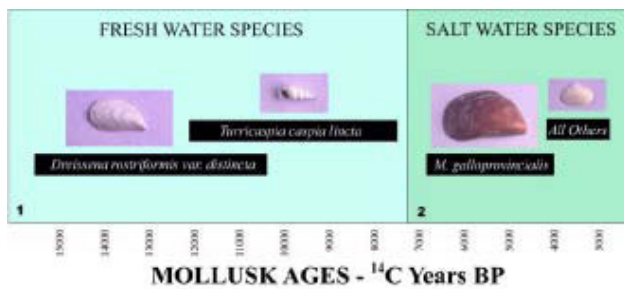 FRESH WATER SPECIES
SALT WATER SPECIES
Turricaspia caspia lincta
All Others
Dreissena rostriformis var. distincta
M. galloprovincialis
1
2
15000 14000 13000 12000 11000 10000 9000 8000 7000 6000 5000 4000 3000
MOLLUSK AGES - ¹⁴C Years BP